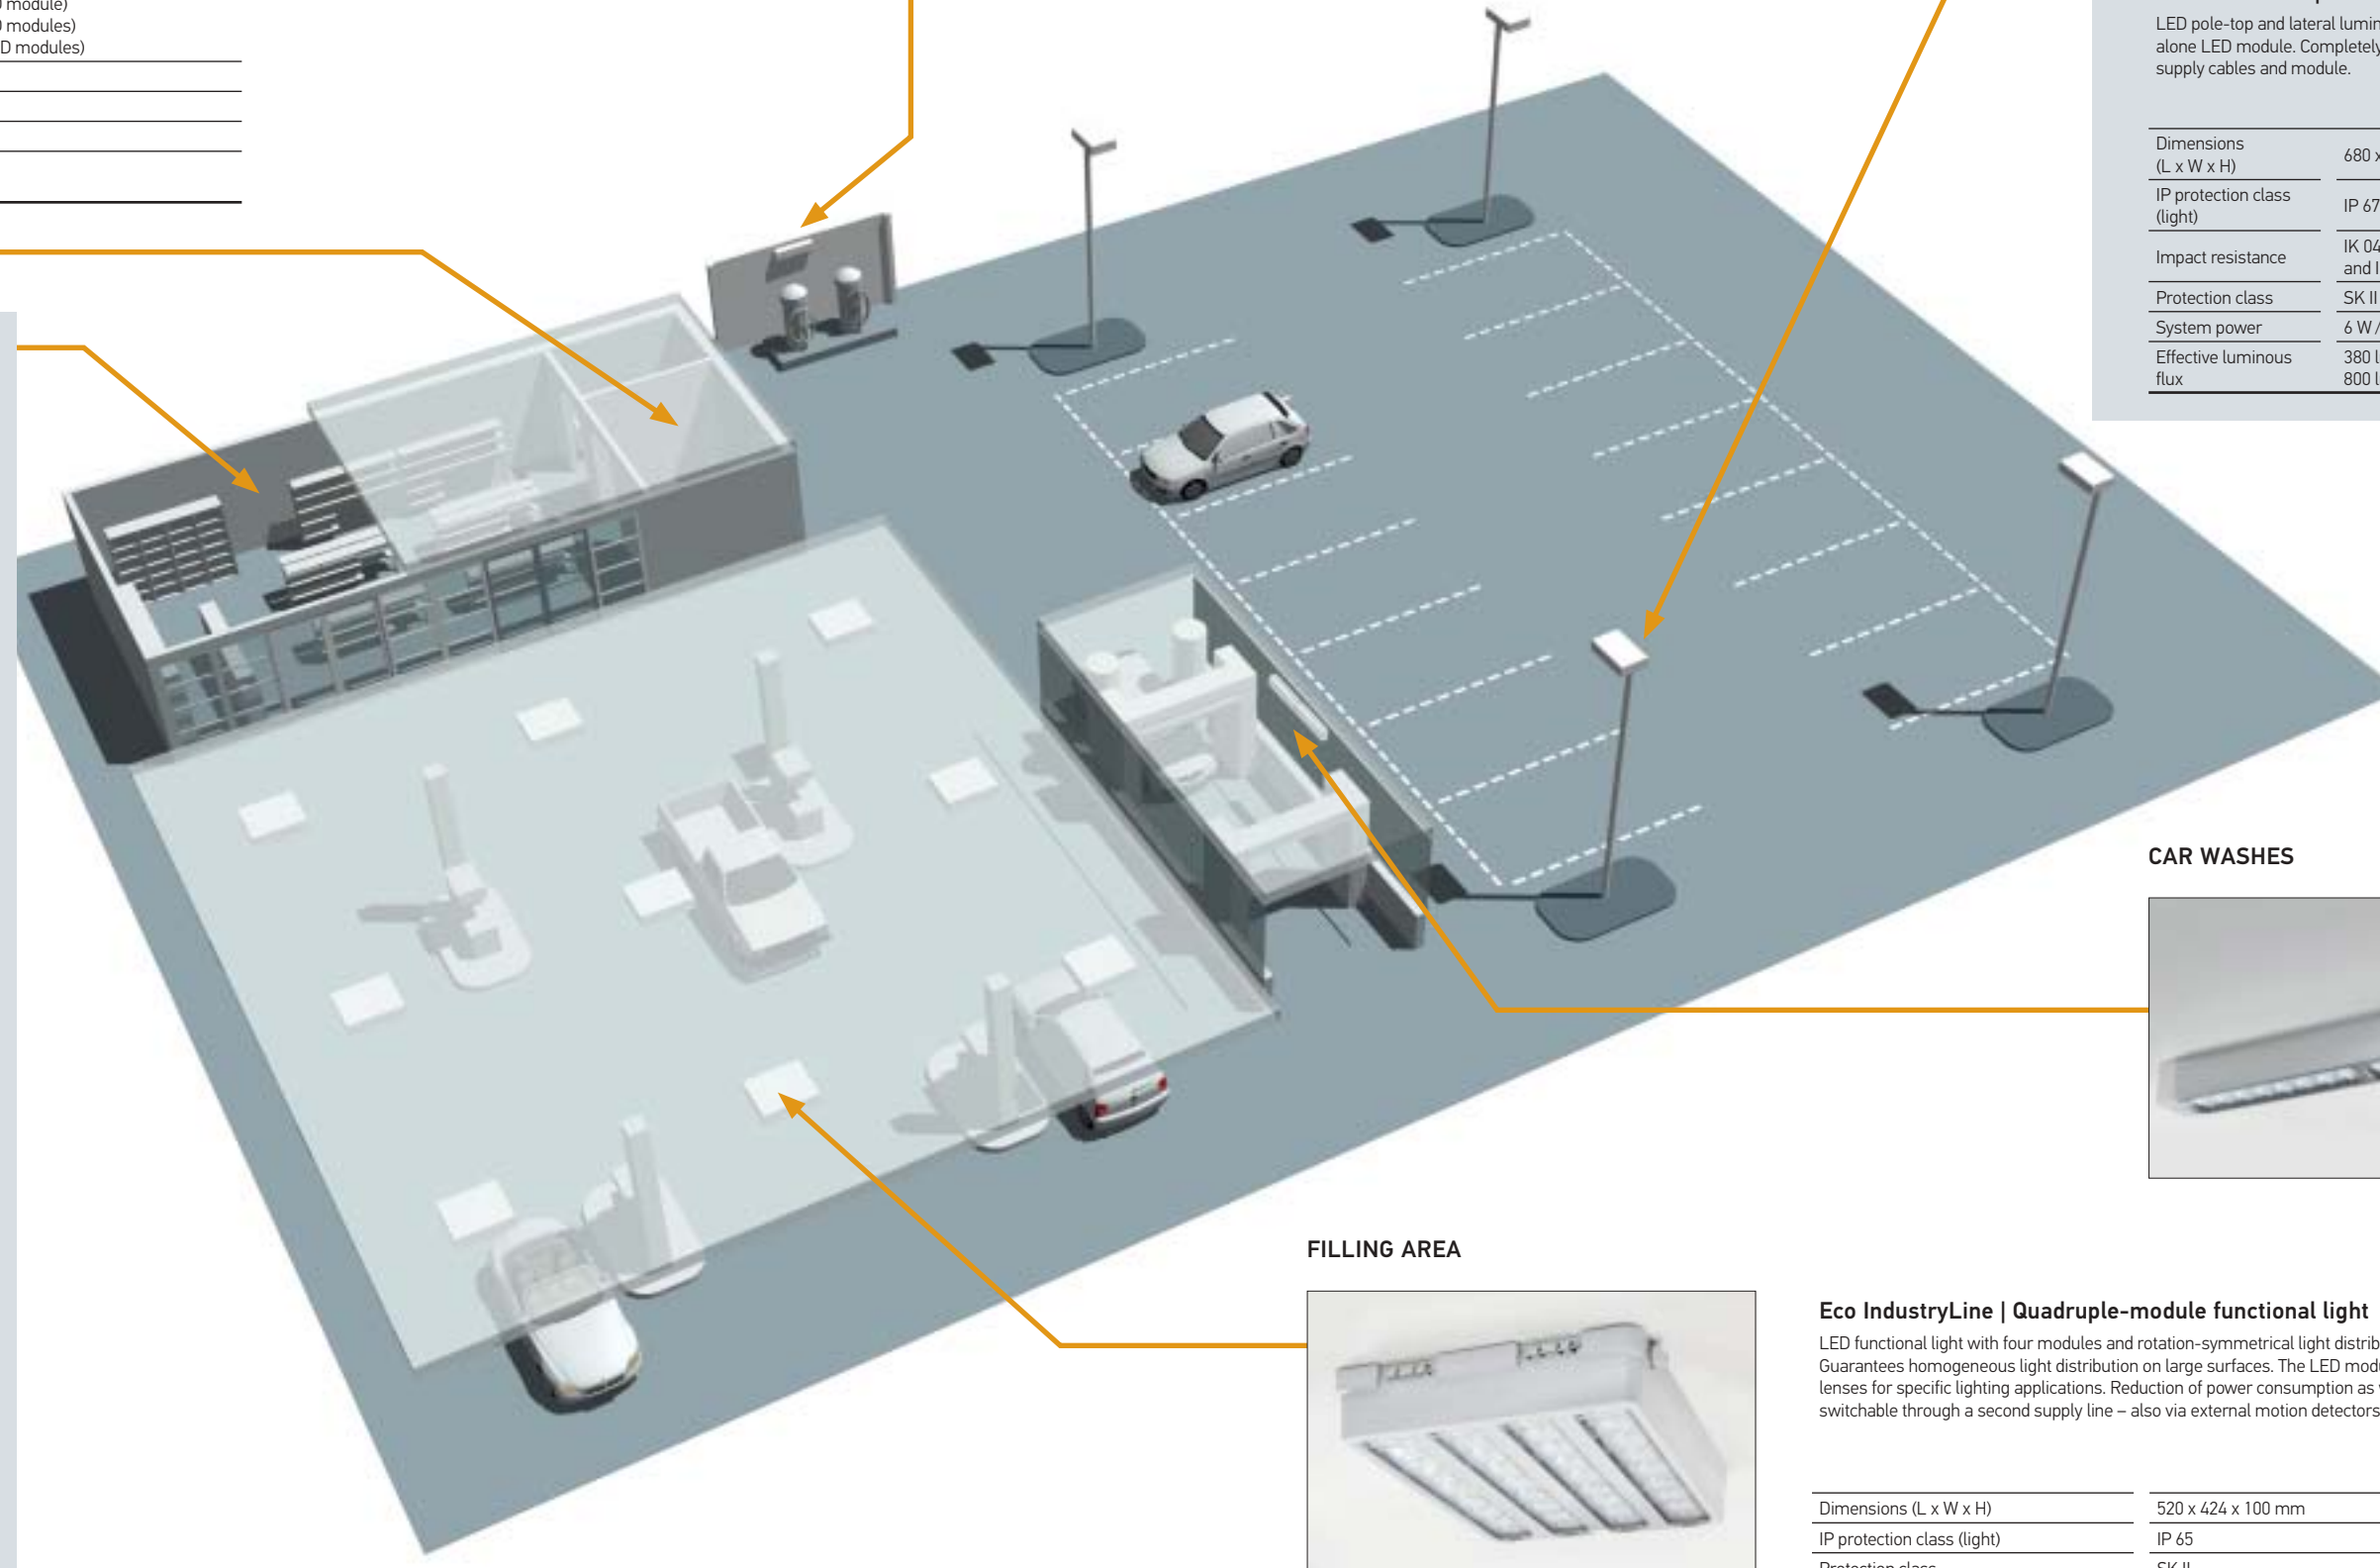 module)
modules)
D modules)
LED pole-top and lateral
alone LED module. Completely
supply cables and module.
Dimensions
(L x W x H)
680 x
IP protection class
(light)
IP 67
Impact resistance
IK 04
and
Protection class
SK II
System power
6 W /
Effective luminous
flux
380
800
CAR WASHES
FILLING AREA
Eco IndustryLine | Quadruple-module functional light
LED functional light with four modules and rotation-symmetrical light
Guarantees homogeneous light distribution on large surfaces. The LED
lenses for specific lighting applications. Reduction of power consumption as
switchable through a second supply line – also via external motion detectors
Dimensions (L x W x H)
520 x 424 x 100 mm
IP protection class (light)
IP 65
Protection class
SK II